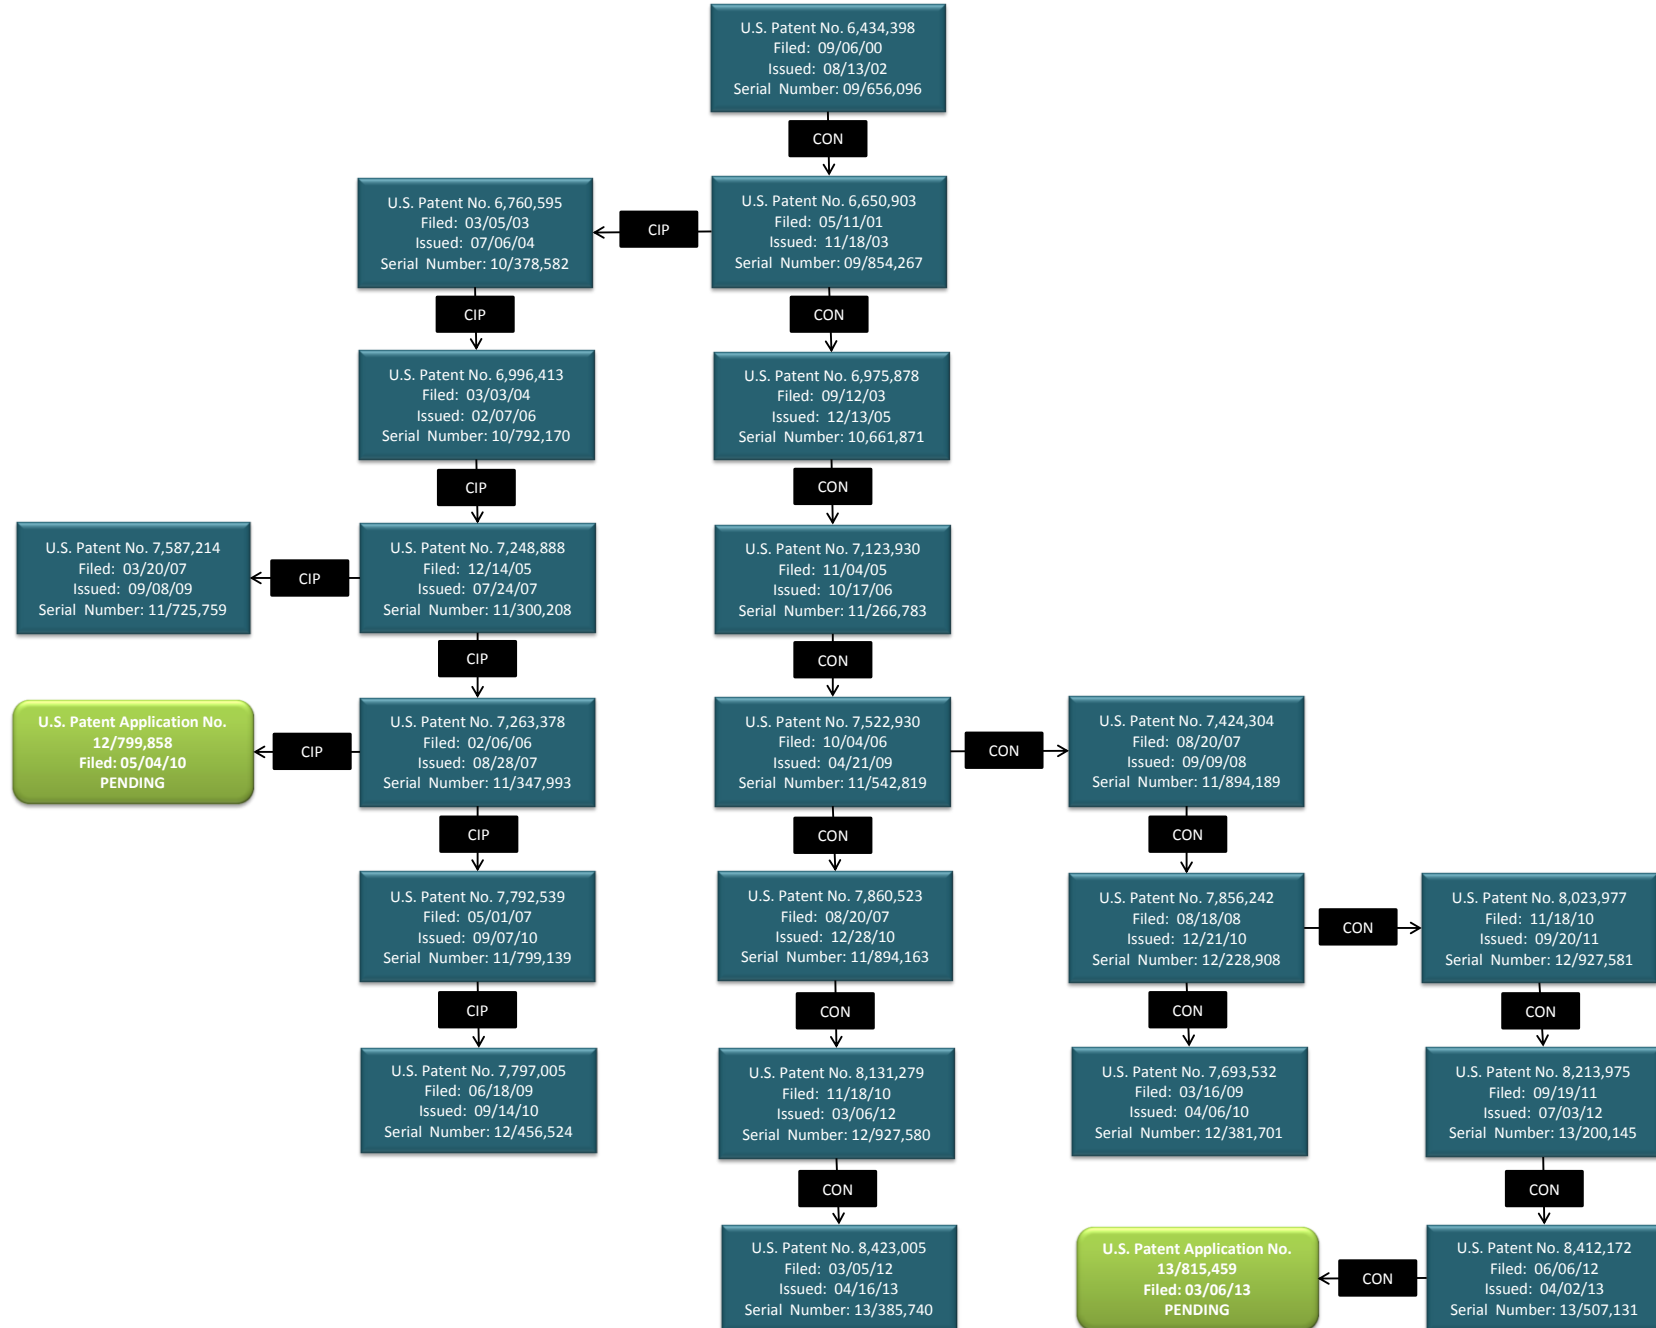 U.S. Patent No. 6,434,398
Filed: 09/06/00
Issued: 08/13/02
Serial Number: 09/656,096
CON
U.S. Patent No. 6,760,595
Filed: 03/05/03
Issued: 07/06/04
Serial Number: 10/378,582
CIP
U.S. Patent No. 6,650,903
Filed: 05/11/01
Issued: 11/18/03
Serial Number: 09/854,267
CIP
CON
U.S. Patent No. 6,996,413
Filed: 03/03/04
Issued: 02/07/06
Serial Number: 10/792,170
U.S. Patent No. 6,975,878
Filed: 09/12/03
Issued: 12/13/05
Serial Number: 10,661,871
CIP
CON
U.S. Patent No. 7,587,214
Filed: 03/20/07
Issued: 09/08/09
Serial Number: 11/725,759
CIP
U.S. Patent No. 7,248,888
Filed: 12/14/05
Issued: 07/24/07
Serial Number: 11/300,208
U.S. Patent No. 7,123,930
Filed: 11/04/05
Issued: 10/17/06
Serial Number: 11/266,783
CIP
CON
U.S. Patent Application No.
12/799,858
Filed: 05/04/10
PENDING
CIP
U.S. Patent No. 7,263,378
Filed: 02/06/06
Issued: 08/28/07
Serial Number: 11/347,993
U.S. Patent No. 7,522,930
Filed: 10/04/06
Issued: 04/21/09
Serial Number: 11/542,819
CON
U.S. Patent No. 7,424,304
Filed: 08/20/07
Issued: 09/09/08
Serial Number: 11/894,189
CIP
CON
CON
U.S. Patent No. 7,792,539
Filed: 05/01/07
Issued: 09/07/10
Serial Number: 11/799,139
U.S. Patent No. 7,860,523
Filed: 08/20/07
Issued: 12/28/10
Serial Number: 11/894,163
U.S. Patent No. 7,856,242
Filed: 08/18/08
Issued: 12/21/10
Serial Number: 12/228,908
CON
U.S. Patent No. 8,023,977
Filed: 11/18/10
Issued: 09/20/11
Serial Number: 12/927,581
CIP
CON
CON
CON
U.S. Patent No. 7,797,005
Filed: 06/18/09
Issued: 09/14/10
Serial Number: 12/456,524
U.S. Patent No. 8,131,279
Filed: 11/18/10
Issued: 03/06/12
Serial Number: 12/927,580
U.S. Patent No. 7,693,532
Filed: 03/16/09
Issued: 04/06/10
Serial Number: 12/381,701
U.S. Patent No. 8,213,975
Filed: 09/19/11
Issued: 07/03/12
Serial Number: 13/200,145
CON
CON
U.S. Patent No. 8,423,005
Filed: 03/05/12
Issued: 04/16/13
Serial Number: 13/385,740
U.S. Patent Application No.
13/815,459
Filed: 03/06/13
PENDING
CON
U.S. Patent No. 8,412,172
Filed: 06/06/12
Issued: 04/02/13
Serial Number: 13/507,131